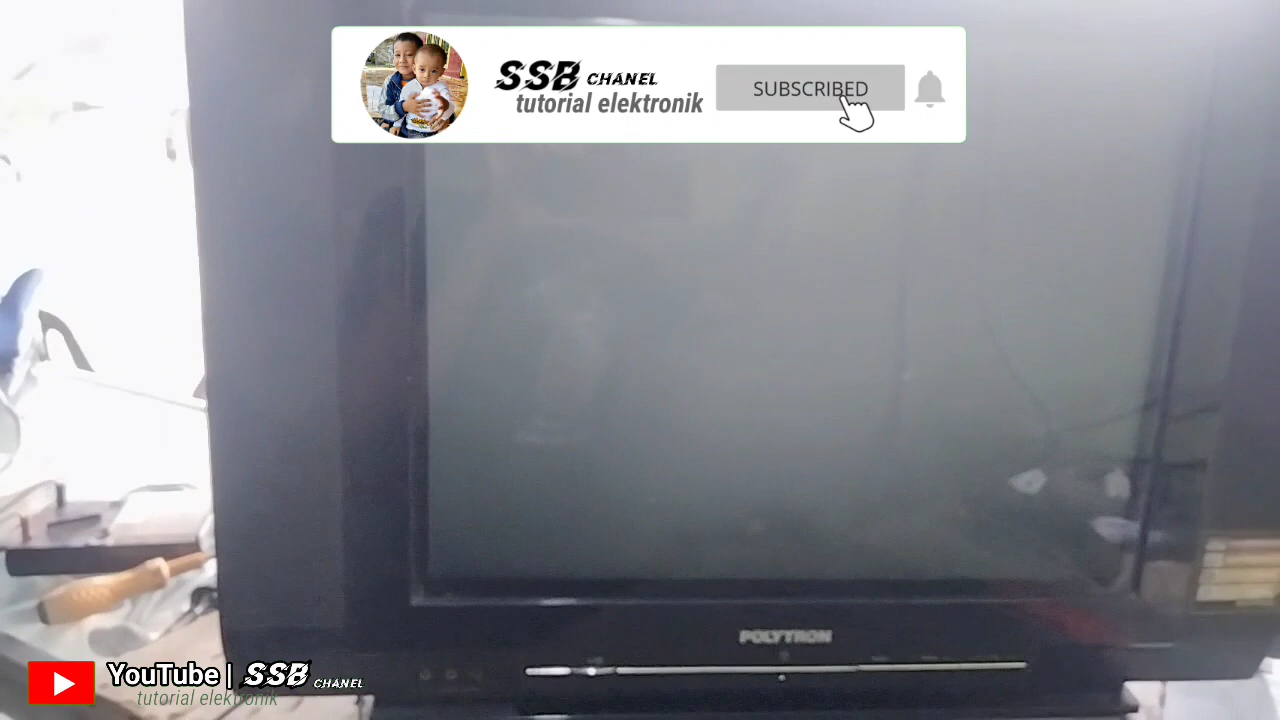 SSB CHANEL
tutorial elektronik
SUBSCRIBED
POLYTRON
YouTube | SSB CHANEL
tutorial elektronik